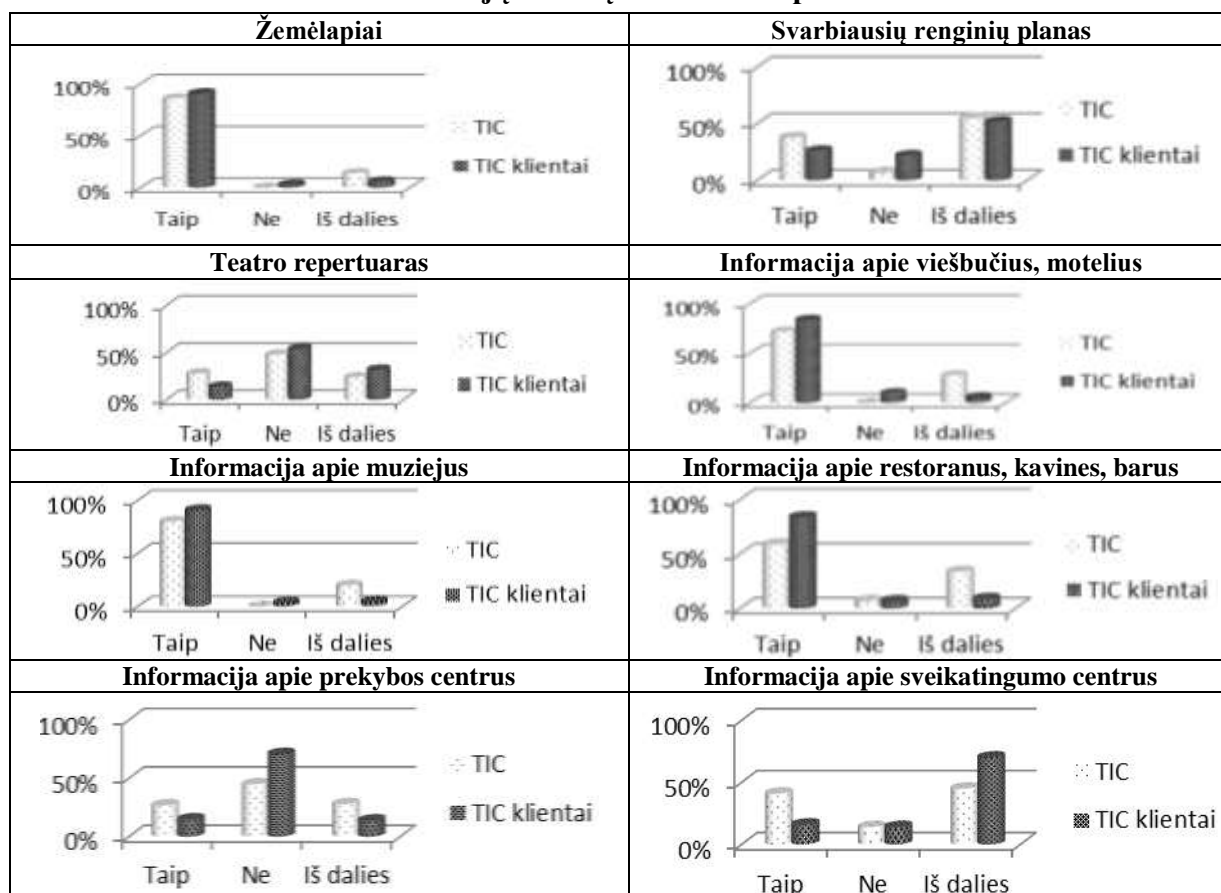 Žemėlapiai
Svarbiausių renginių planas
100%
50%
0%
Taip Ne Iš dalies
TIC
TIC klientai
100%
50%
0%
Taip Ne Iš dalies
TIC
TIC klientai
Teatro repertuaras
Informacija apie viešbučius, motelius
100%
50%
0%
Taip Ne Iš dalies
TIC
TIC klientai
100%
50%
0%
Taip Ne Iš dalies
TIC
TIC klientai
Informacija apie muziejus
Informacija apie restoranus, kavines, barus
100%
50%
0%
Taip Ne Iš dalies
TIC
TIC klientai
100%
50%
0%
Taip Ne Iš dalies
TIC
TIC klientai
Informacija apie prekybos centrus
Informacija apie sveikatingumo centrus
100%
50%
0%
Taip Ne Iš dalies
TIC
TIC klientai
100%
50%
0%
Taip Ne Iš dalies
TIC
TIC klientai